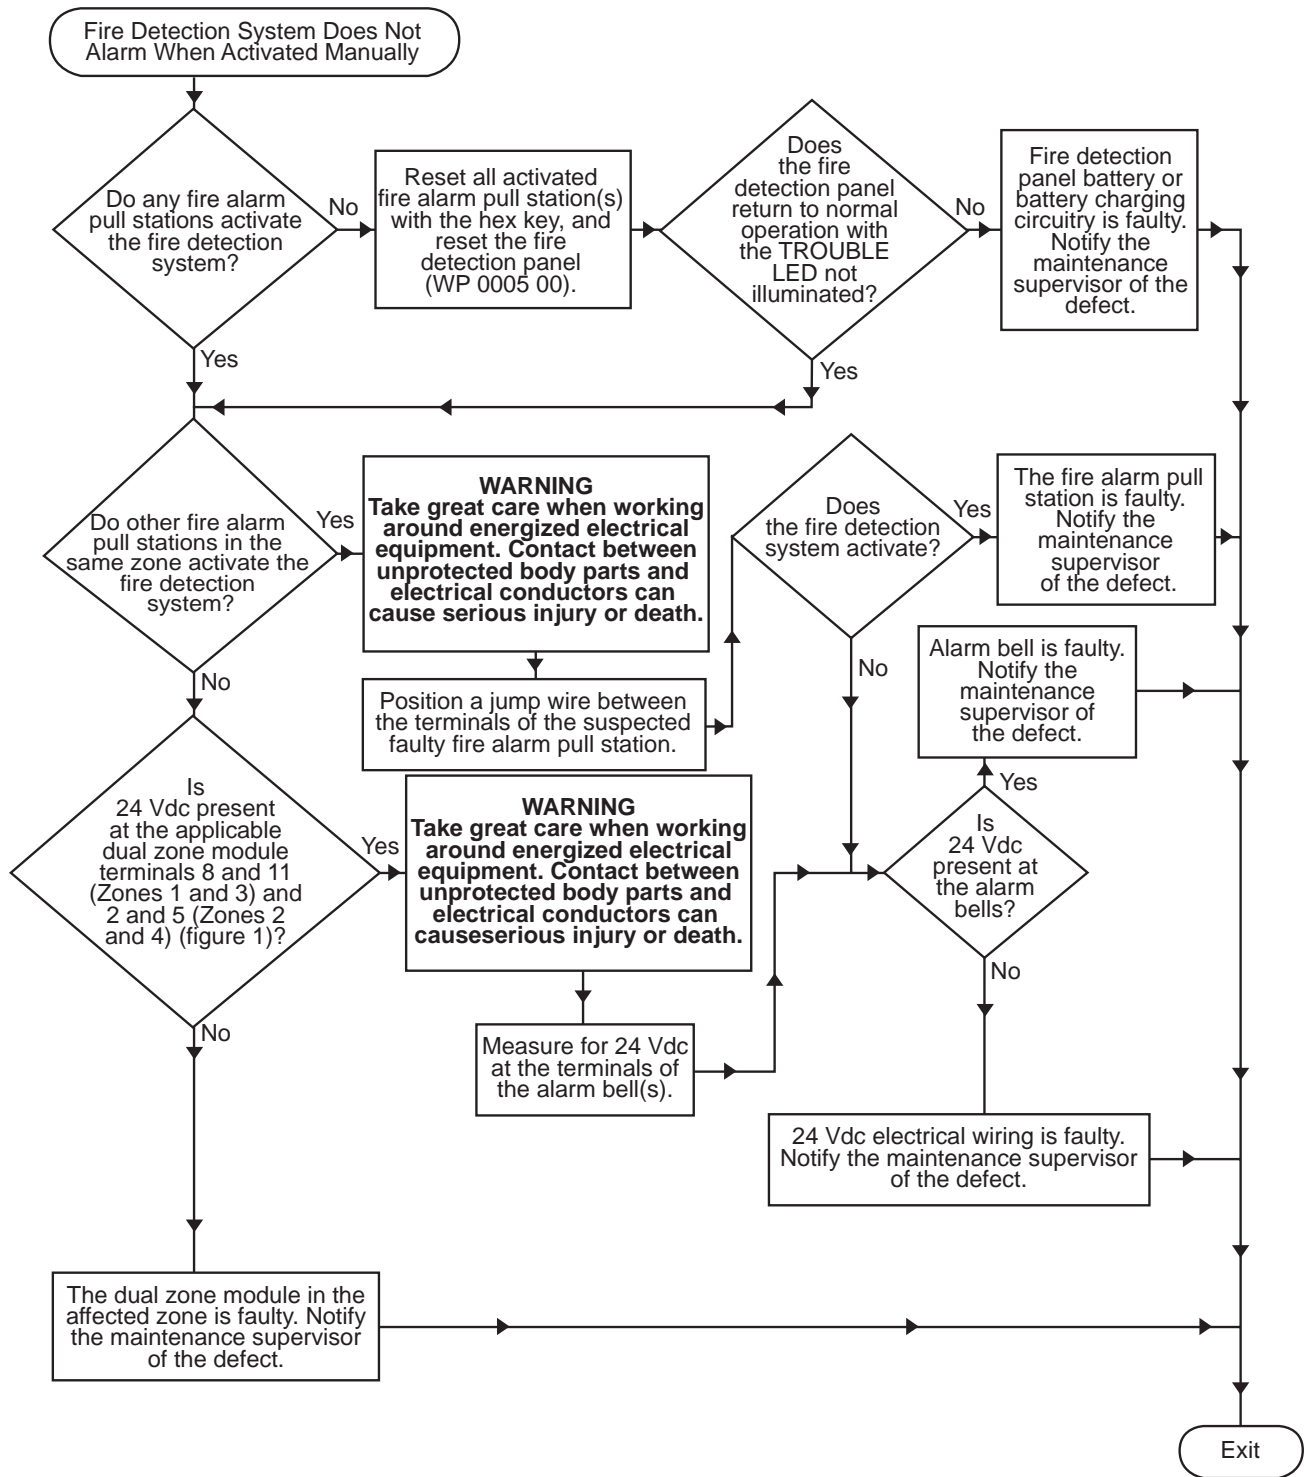 Fire Detection System Does Not
Alarm When Activated Manually
Do any fire alarm
pull stations activate
the fire detection
system?
No
Reset all activated
fire alarm pull station(s)
with the hex key, and
reset the fire
detection panel
(WP 0005 00).
Does
the fire
detection panel
return to normal
operation with
the TROUBLE
LED not
illuminated?
No
Fire detection
panel battery or
battery charging
circuitry is faulty.
Notify the
maintenance
supervisor of the
defect.
Yes
Yes
Do other fire alarm
pull stations in the
same zone activate the
fire detection
system?
Yes
WARNING
Take great care when working
around energized electrical
equipment. Contact between
unprotected body parts and
electrical conductors can
cause serious injury or death.
Does
the fire detection
system activate?
Yes
The fire alarm pull
station is faulty.
Notify the
maintenance
supervisor
of the defect.
No
Position a jump wire between
the terminals of the suspected
faulty fire alarm pull station.
No
Alarm bell is faulty.
Notify the
maintenance
supervisor of
the defect.
Is
24 Vdc present
at the applicable
dual zone module
terminals 8 and 11
(Zones 1 and 3) and
2 and 5 (Zones 2
and 4) (figure 1)?
Yes
WARNING
Take great care when working
around energized electrical
equipment. Contact between
unprotected body parts and
electrical conductors can
causeserious injury or death.
Yes
Is
24 Vdc
present at
the alarm
bells?
No
No
Measure for 24 Vdc
at the terminals of
the alarm bell(s).
24 Vdc electrical wiring is faulty.
Notify the maintenance supervisor
of the defect.
The dual zone module in the
affected zone is faulty. Notify
the maintenance supervisor
of the defect.
Exit